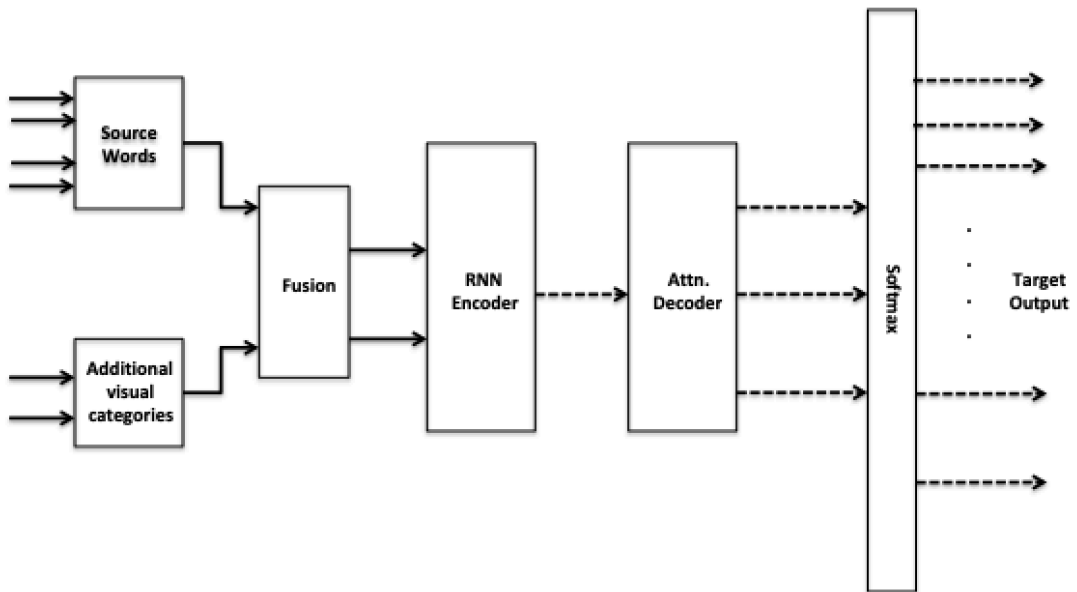 Source
Words
Additional
visual
categories
Fusion
RNN
Encoder
Attn.
Decoder
Softmax
Target
Output